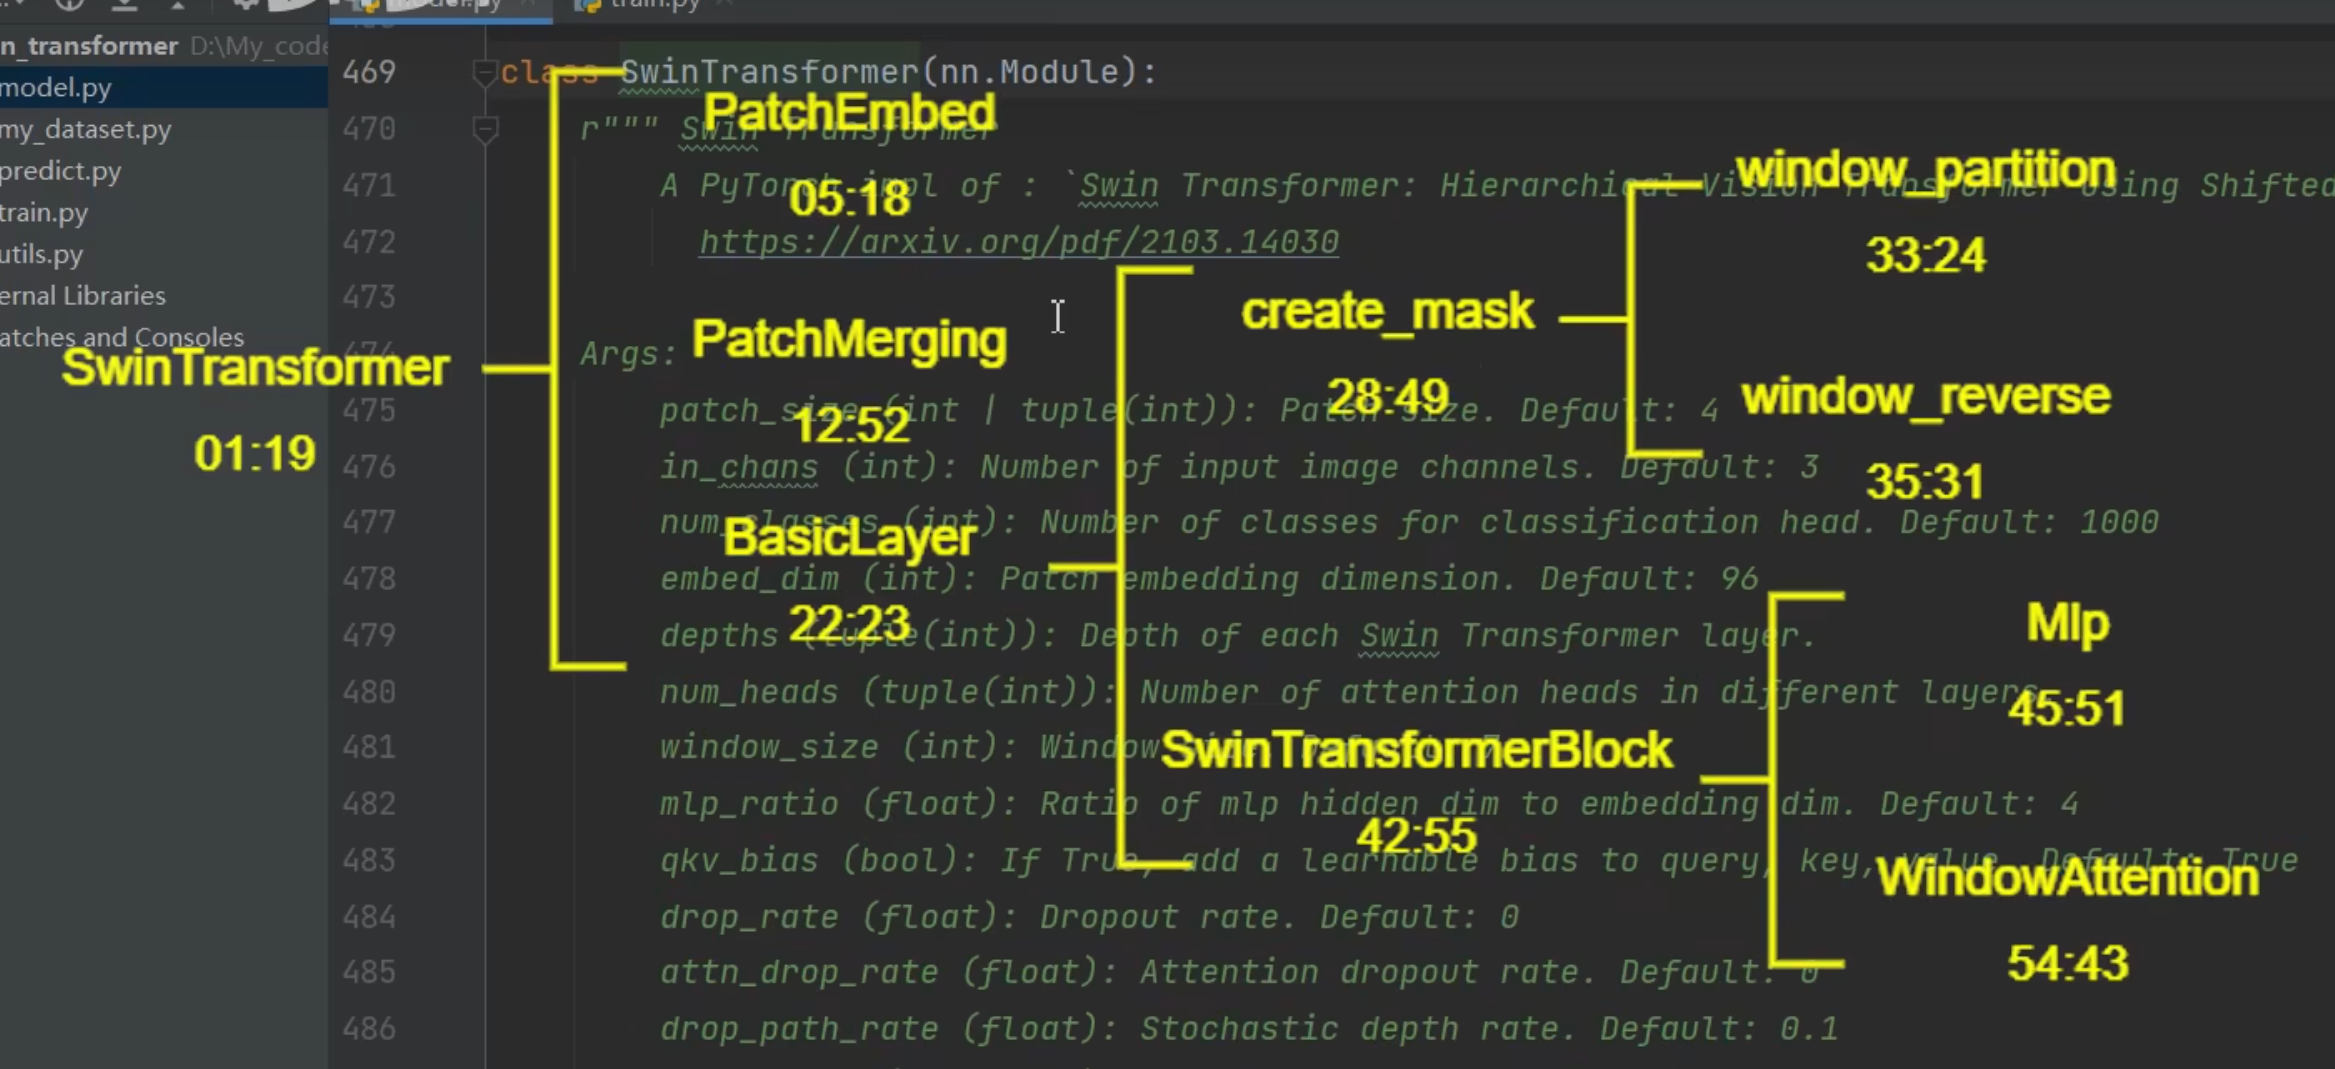 model.py
train.py
n_transformer D:\My_code
model.py
my_dataset.py
predict.py
train.py
utils.py
ernal Libraries
atches and Consoles
SwinTransformer
01:19
PatchEmbed
05:18
PatchMerging
12:52
BasicLayer
22:23
create_mask
28:49
SwinTransformerBlock
42:55
window_partition
33:24
window_reverse
35:31
Mlp
45:51
WindowAttention
54:43
469 class SwinTransformer(nn.Module):
470 r""" Swin Transformer
471 A PyTorch impl of : `Swin Transformer: Hierarchical Vision Transformer using Shifted
472 https://arxiv.org/pdf/2103.14030
473
474 Args:
475 patch_size (int | tuple(int)): Patch size. Default: 4
476 in_chans (int): Number of input image channels. Default: 3
477 num_classes (int): Number of classes for classification head. Default: 1000
478 embed_dim (int): Patch embedding dimension. Default: 96
479 depths (tuple(int)): Depth of each Swin Transformer layer.
480 num_heads (tuple(int)): Number of attention heads in different layers.
481 window_size (int): Window size. Default: 7
482 mlp_ratio (float): Ratio of mlp hidden dim to embedding dim. Default: 4
483 qkv_bias (bool): If True, add a learnable bias to query, key, value. Default: True
484 drop_rate (float): Dropout rate. Default: 0
485 attn_drop_rate (float): Attention dropout rate. Default: 0
486 drop_path_rate (float): Stochastic depth rate. Default: 0.1